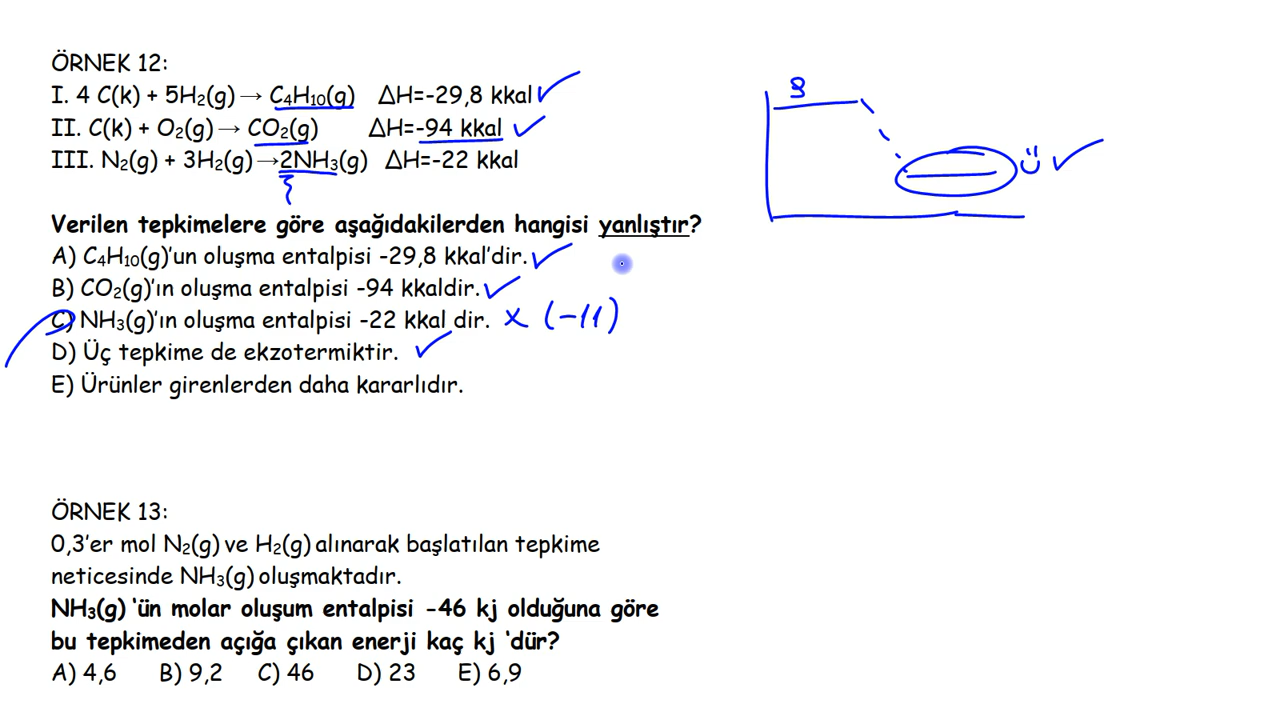 ÖRNEK 12:
I. 4 C(k) + 5H₂(g) → C₄H₁₀(g) ΔH=-29,8 kkal ✓
II. C(k) + O₂(g) → CO₂(g) ΔH=-94 kkal ✓
III. N₂(g) + 3H₂(g) →2NH₃(g) ΔH=-22 kkal
Verilen tepkimelere göre aşağıdakilerden hangisi yanlıştır?
A) C₄H₁₀(g)'un oluşma entalpisi -29,8 kkal'dir. ✓
B) CO₂(g)'ın oluşma entalpisi -94 kkaldir. ✓
C) NH₃(g)'ın oluşma entalpisi -22 kkal dir. x (-11)
D) Üç tepkime de ekzotermiktir. ✓
E) Ürünler girenlerden daha kararlıdır.
ÖRNEK 13:
0,3'er mol N₂(g) ve H₂(g) alınarak başlatılan tepkime
neticesinde NH₃(g) oluşmaktadır.
NH₃(g) 'ün molar oluşum entalpisi -46 kj olduğuna göre
bu tepkimeden açığa çıkan enerji kaç kj 'dür?
A) 4,6 B) 9,2 C) 46 D) 23 E) 6,9